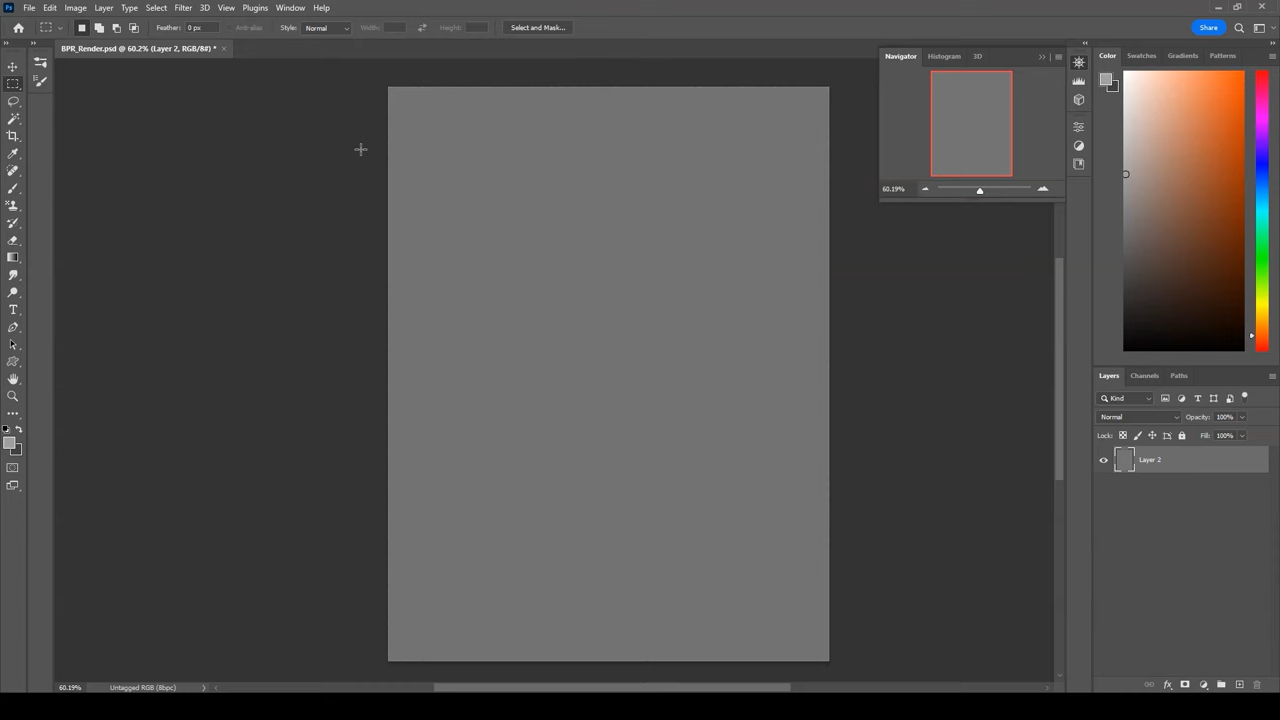 Ps File Edit Image Layer Type Select Filter 3D View Plugins Window Help
Feather: 0 px Anti-alias Style: Normal Width: Height: Select and Mask... Share
BPR_Render.psd @ 60.2% (Layer 2, RGB/8#) * ×
Navigator Histogram 3D
Color Swatches Gradients Patterns
60.19%
Layers Channels Paths
Kind
Normal Opacity: 100%
Lock: Fill: 100%
Layer 2
60.19% Untagged RGB (8bpc)